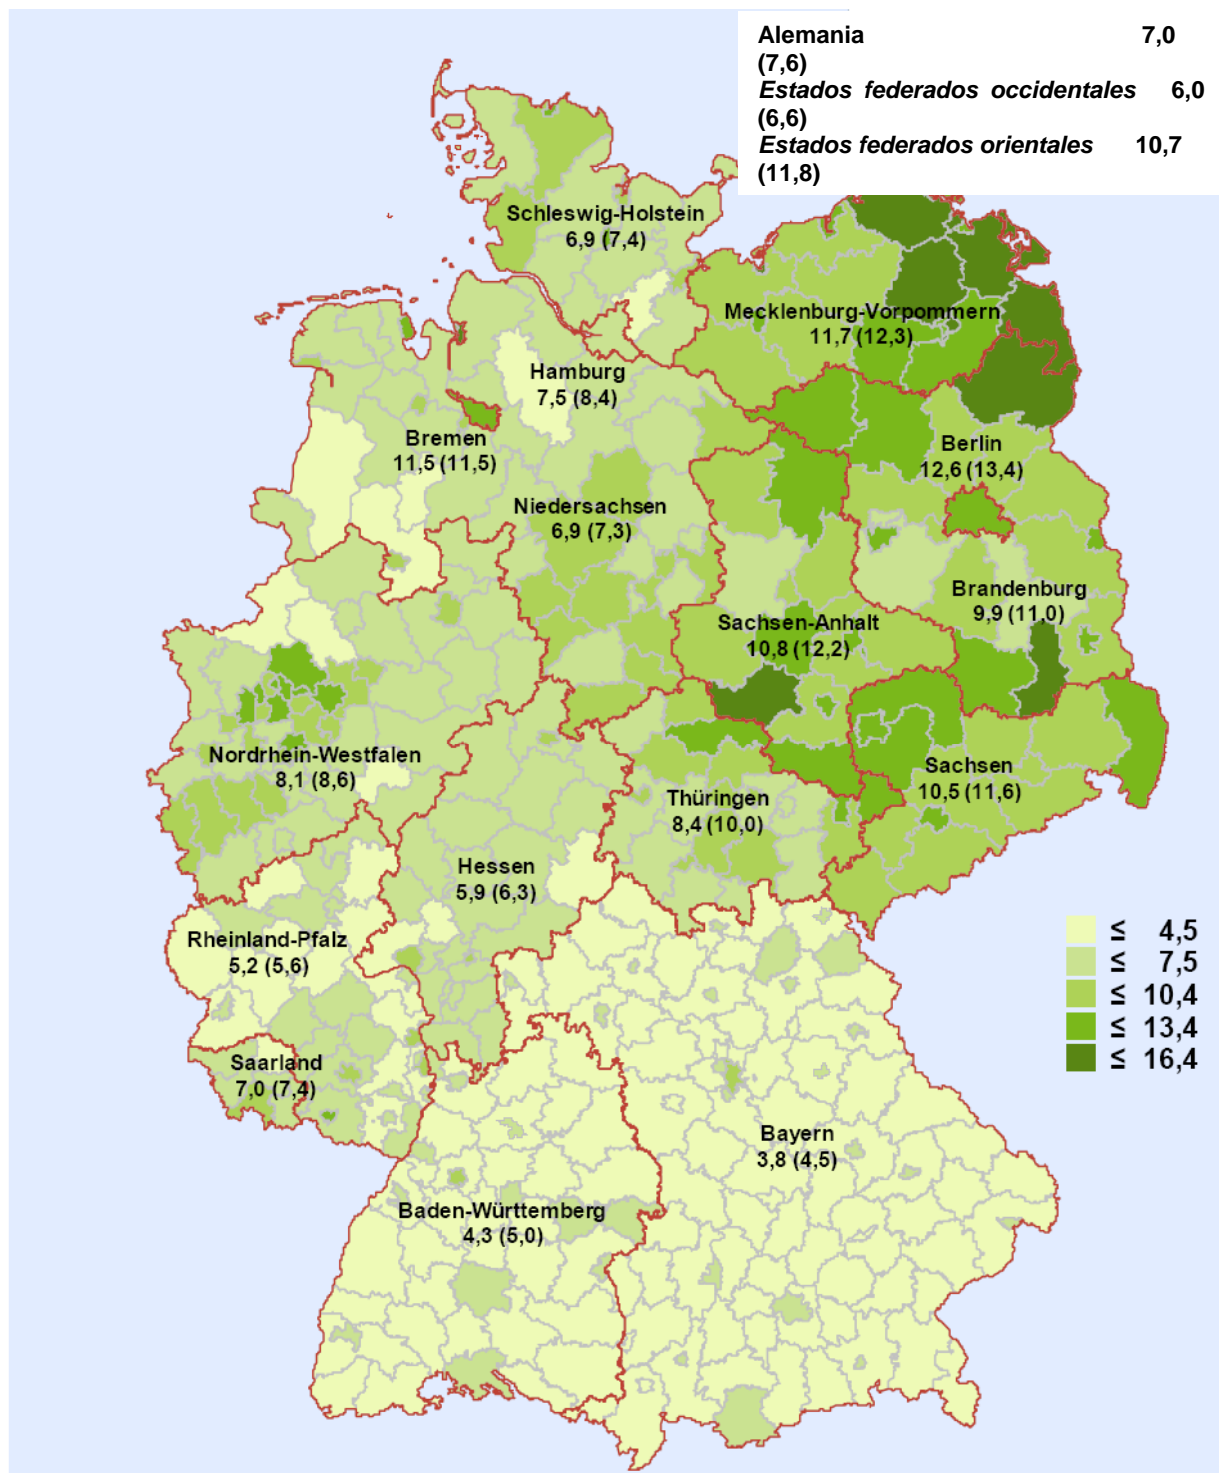 Alemania 7,0
(7,6)
Estados federados occidentales 6,0
(6,6)
Estados federados orientales 10,7
(11,8)
Schleswig-Holstein
6,9 (7,4)
Mecklenburg-Vorpommern
11,7 (12,3)
Hamburg
7,5 (8,4)
Bremen
11,5 (11,5)
Berlin
12,6 (13,4)
Niedersachsen
6,9 (7,3)
Brandenburg
9,9 (11,0)
Sachsen-Anhalt
10,8 (12,2)
Nordrhein-Westfalen
8,1 (8,6)
Sachsen
10,5 (11,6)
Thüringen
8,4 (10,0)
Hessen
5,9 (6,3)
Rheinland-Pfalz
5,2 (5,6)
≤ 4,5
≤ 7,5
≤ 10,4
≤ 13,4
≤ 16,4
Saarland
7,0 (7,4)
Bayern
3,8 (4,5)
Baden-Württemberg
4,3 (5,0)